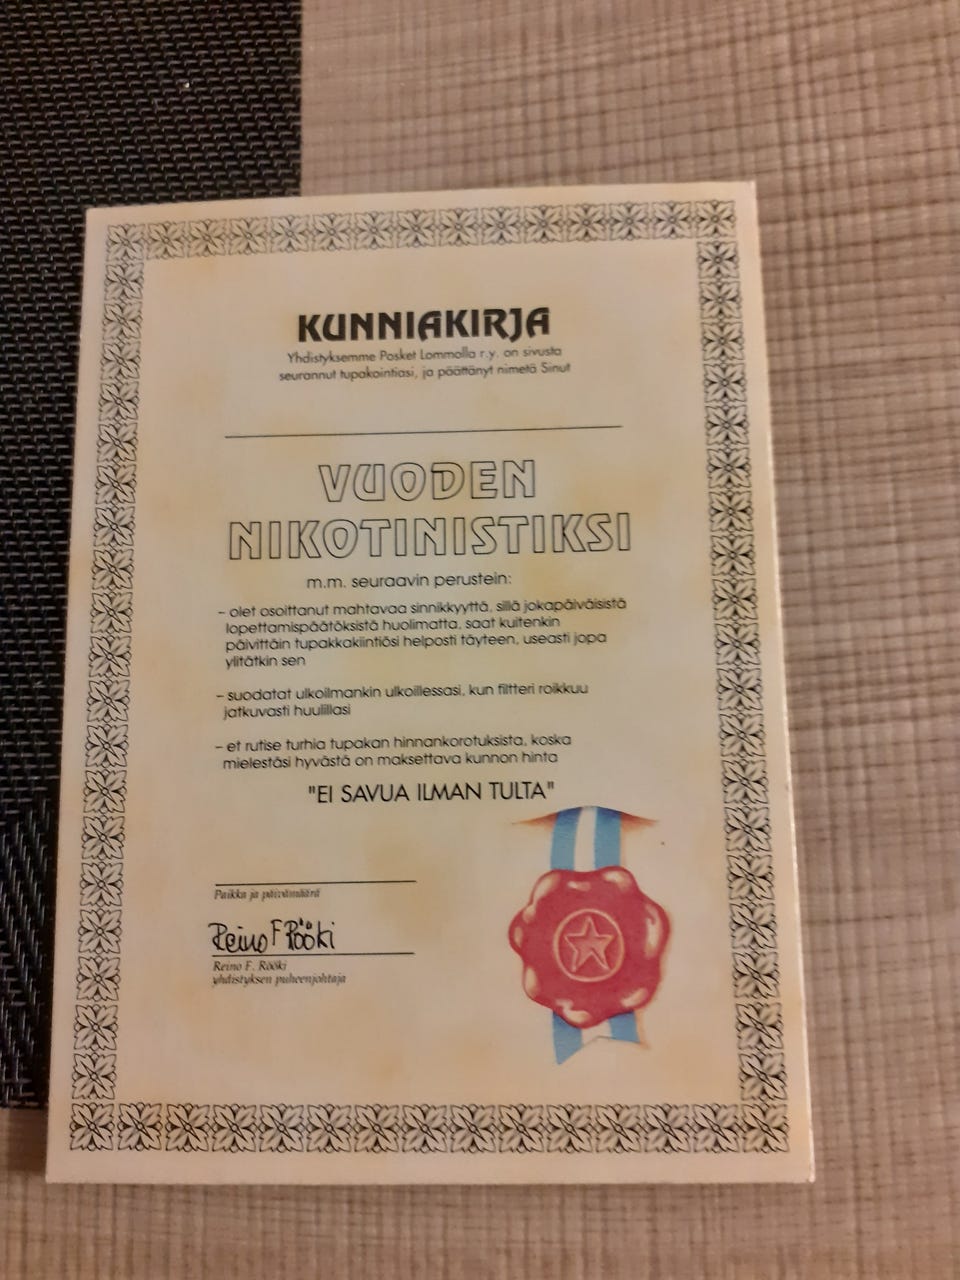 KUNNIAKIRJA
Yhdistyksemme Posket Lommolla r.y. on sivusta
seurannut tupakointiasi, ja päättänyt nimetä Sinut
VUODEN
NIKOTINISTIKSI
m.m. seuraavin perustein:
– olet osoittanut mahtavaa sinnikkyyttä, sillä jokapäiväisistä
lopettamispäätöksistä huolimatta, saat kuitenkin
päivittäin tupakkakiintiösi helposti täyteen, useasti jopa
ylitätkin sen
– suodatat ulkoilmankin ulkoillessasi, kun filtteri roikkuu
jatkuvasti huulillasi
– et rutise turhia tupakan hinnankorotuksista, koska
mielestäsi hyvästä on maksettava kunnon hinta
"EI SAVUA ILMAN TULTA"
Paikka ja päivämäärä
Reino F Rööki
Reino F. Rööki
yhdistyksen puheenjohtaja